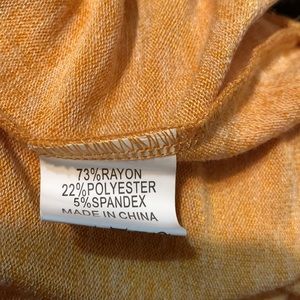 73%RAYON
22%POLYESTER
5%SPANDEX
MADE IN CHINA